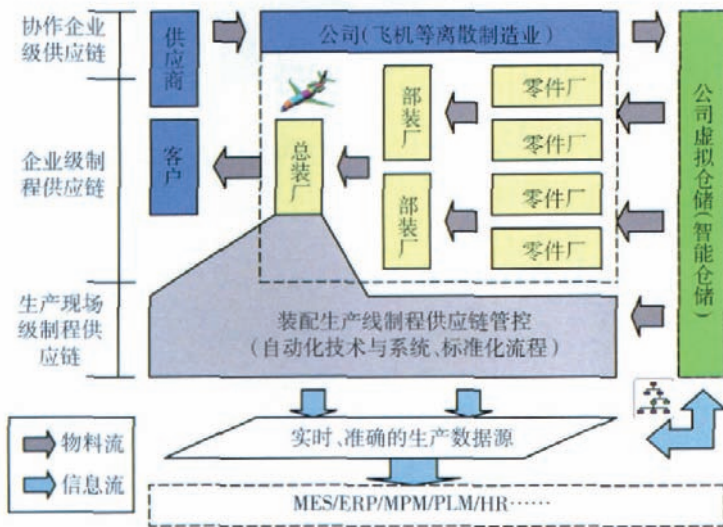 协作企业
级供应链
供应商
公司(飞机等离散制造业)
公司虚拟仓储(智能仓储)
企业级制
程供应链
客户
总装厂
部装厂
部装厂
零件厂
零件厂
零件厂
零件厂
生产现场
级制程供
应链
装配生产线制程供应链管控
(自动化技术与系统、标准化流程)
物料流
信息流
实时、准确的生产数据源
MES/ERP/MPM/PLM/HR……